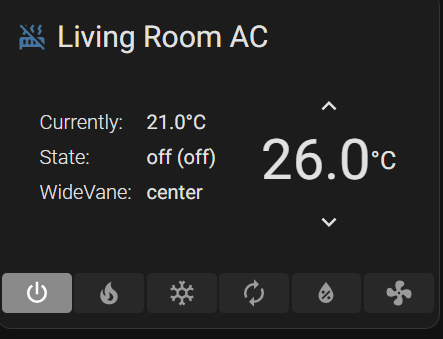 Living Room AC
Currently: 21.0°C
State: off (off)
WideVane: center
26.0°C